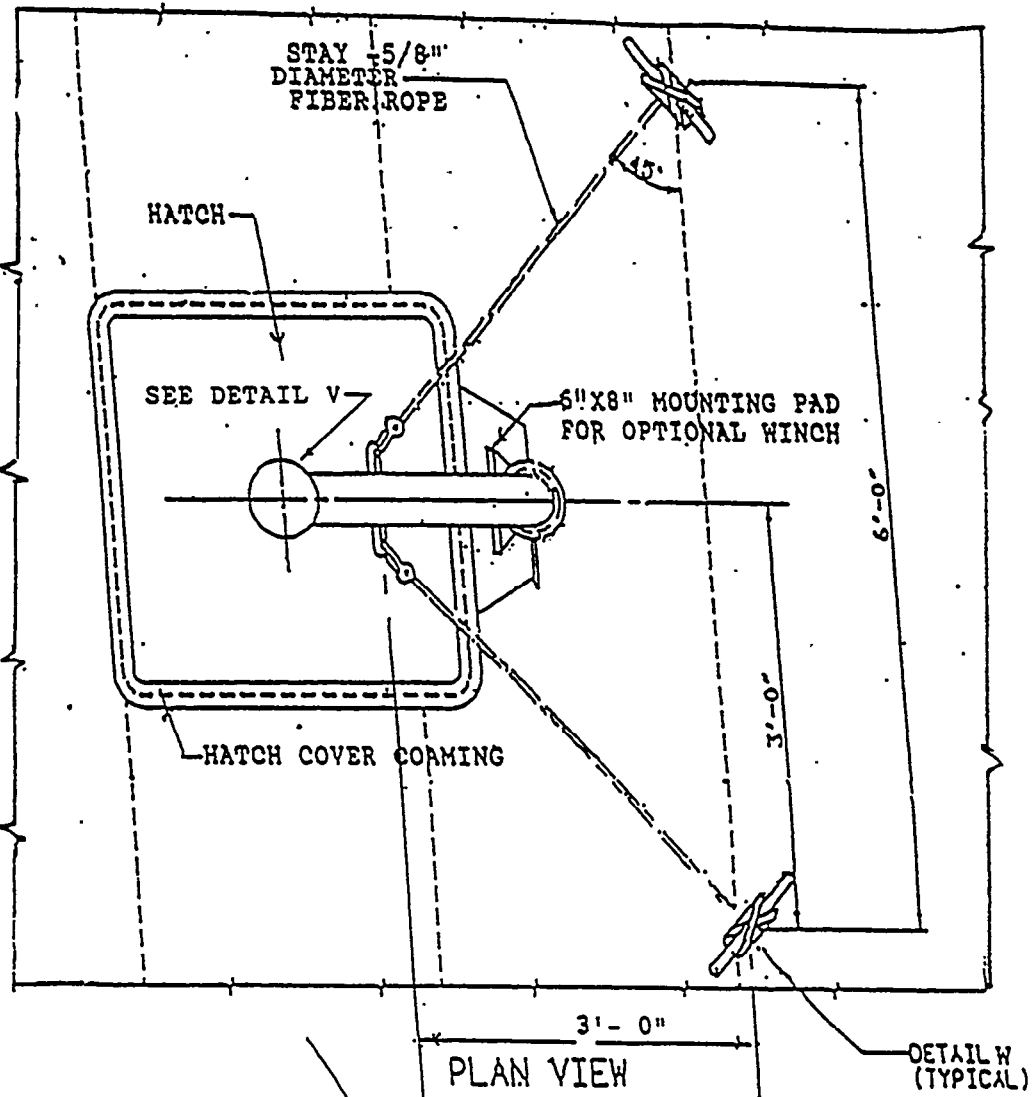 STAY -5/8"
DIAMETER
FIBER ROPE
45°
HATCH
SEE DETAIL V
6"X8" MOUNTING PAD
FOR OPTIONAL WINCH
6'-0"
3'-0"
HATCH COVER COAMING
3'- 0"
PLAN VIEW
DETAIL W
(TYPICAL)